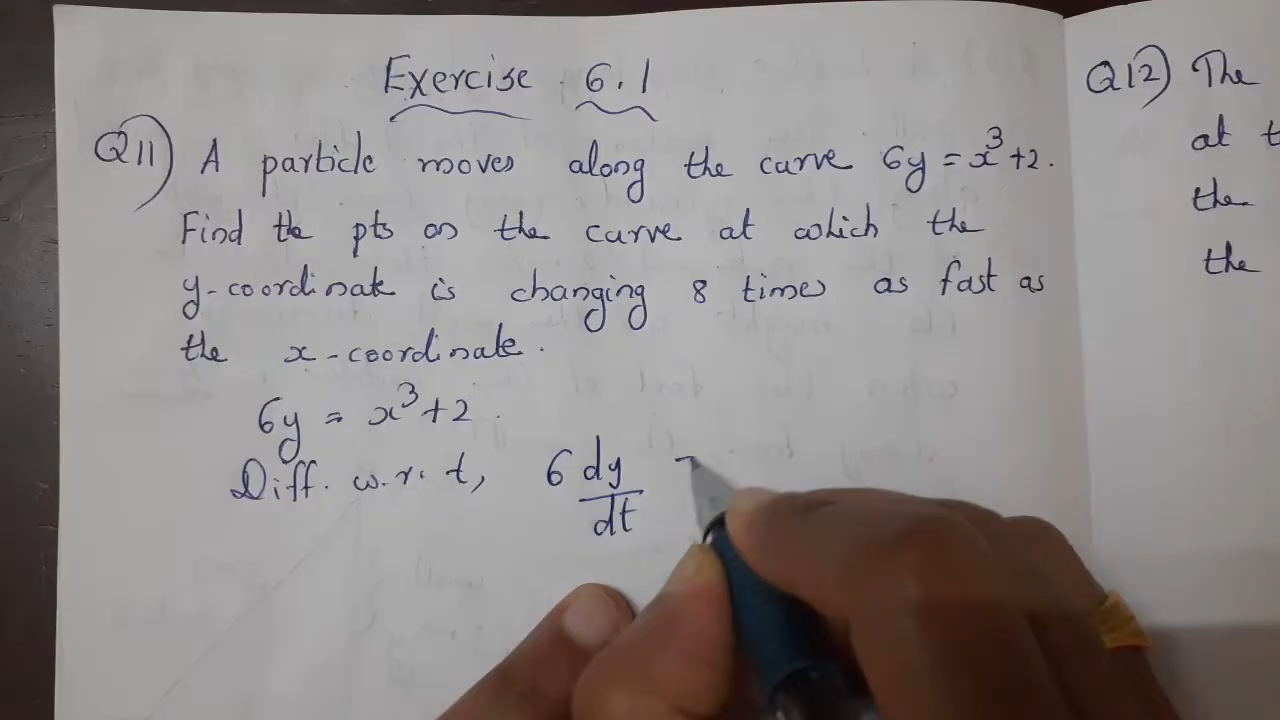 Exercise 6.1
Q11) A particle moves along the curve 6y = x³+2.
Find the pts on the curve at which the
y-coordinate is changing 8 times as fast as
the x-coordinate.
6y = x³+2.
Diff. w.r.t, 6 dy
dt
Q12) The
at t
the
the